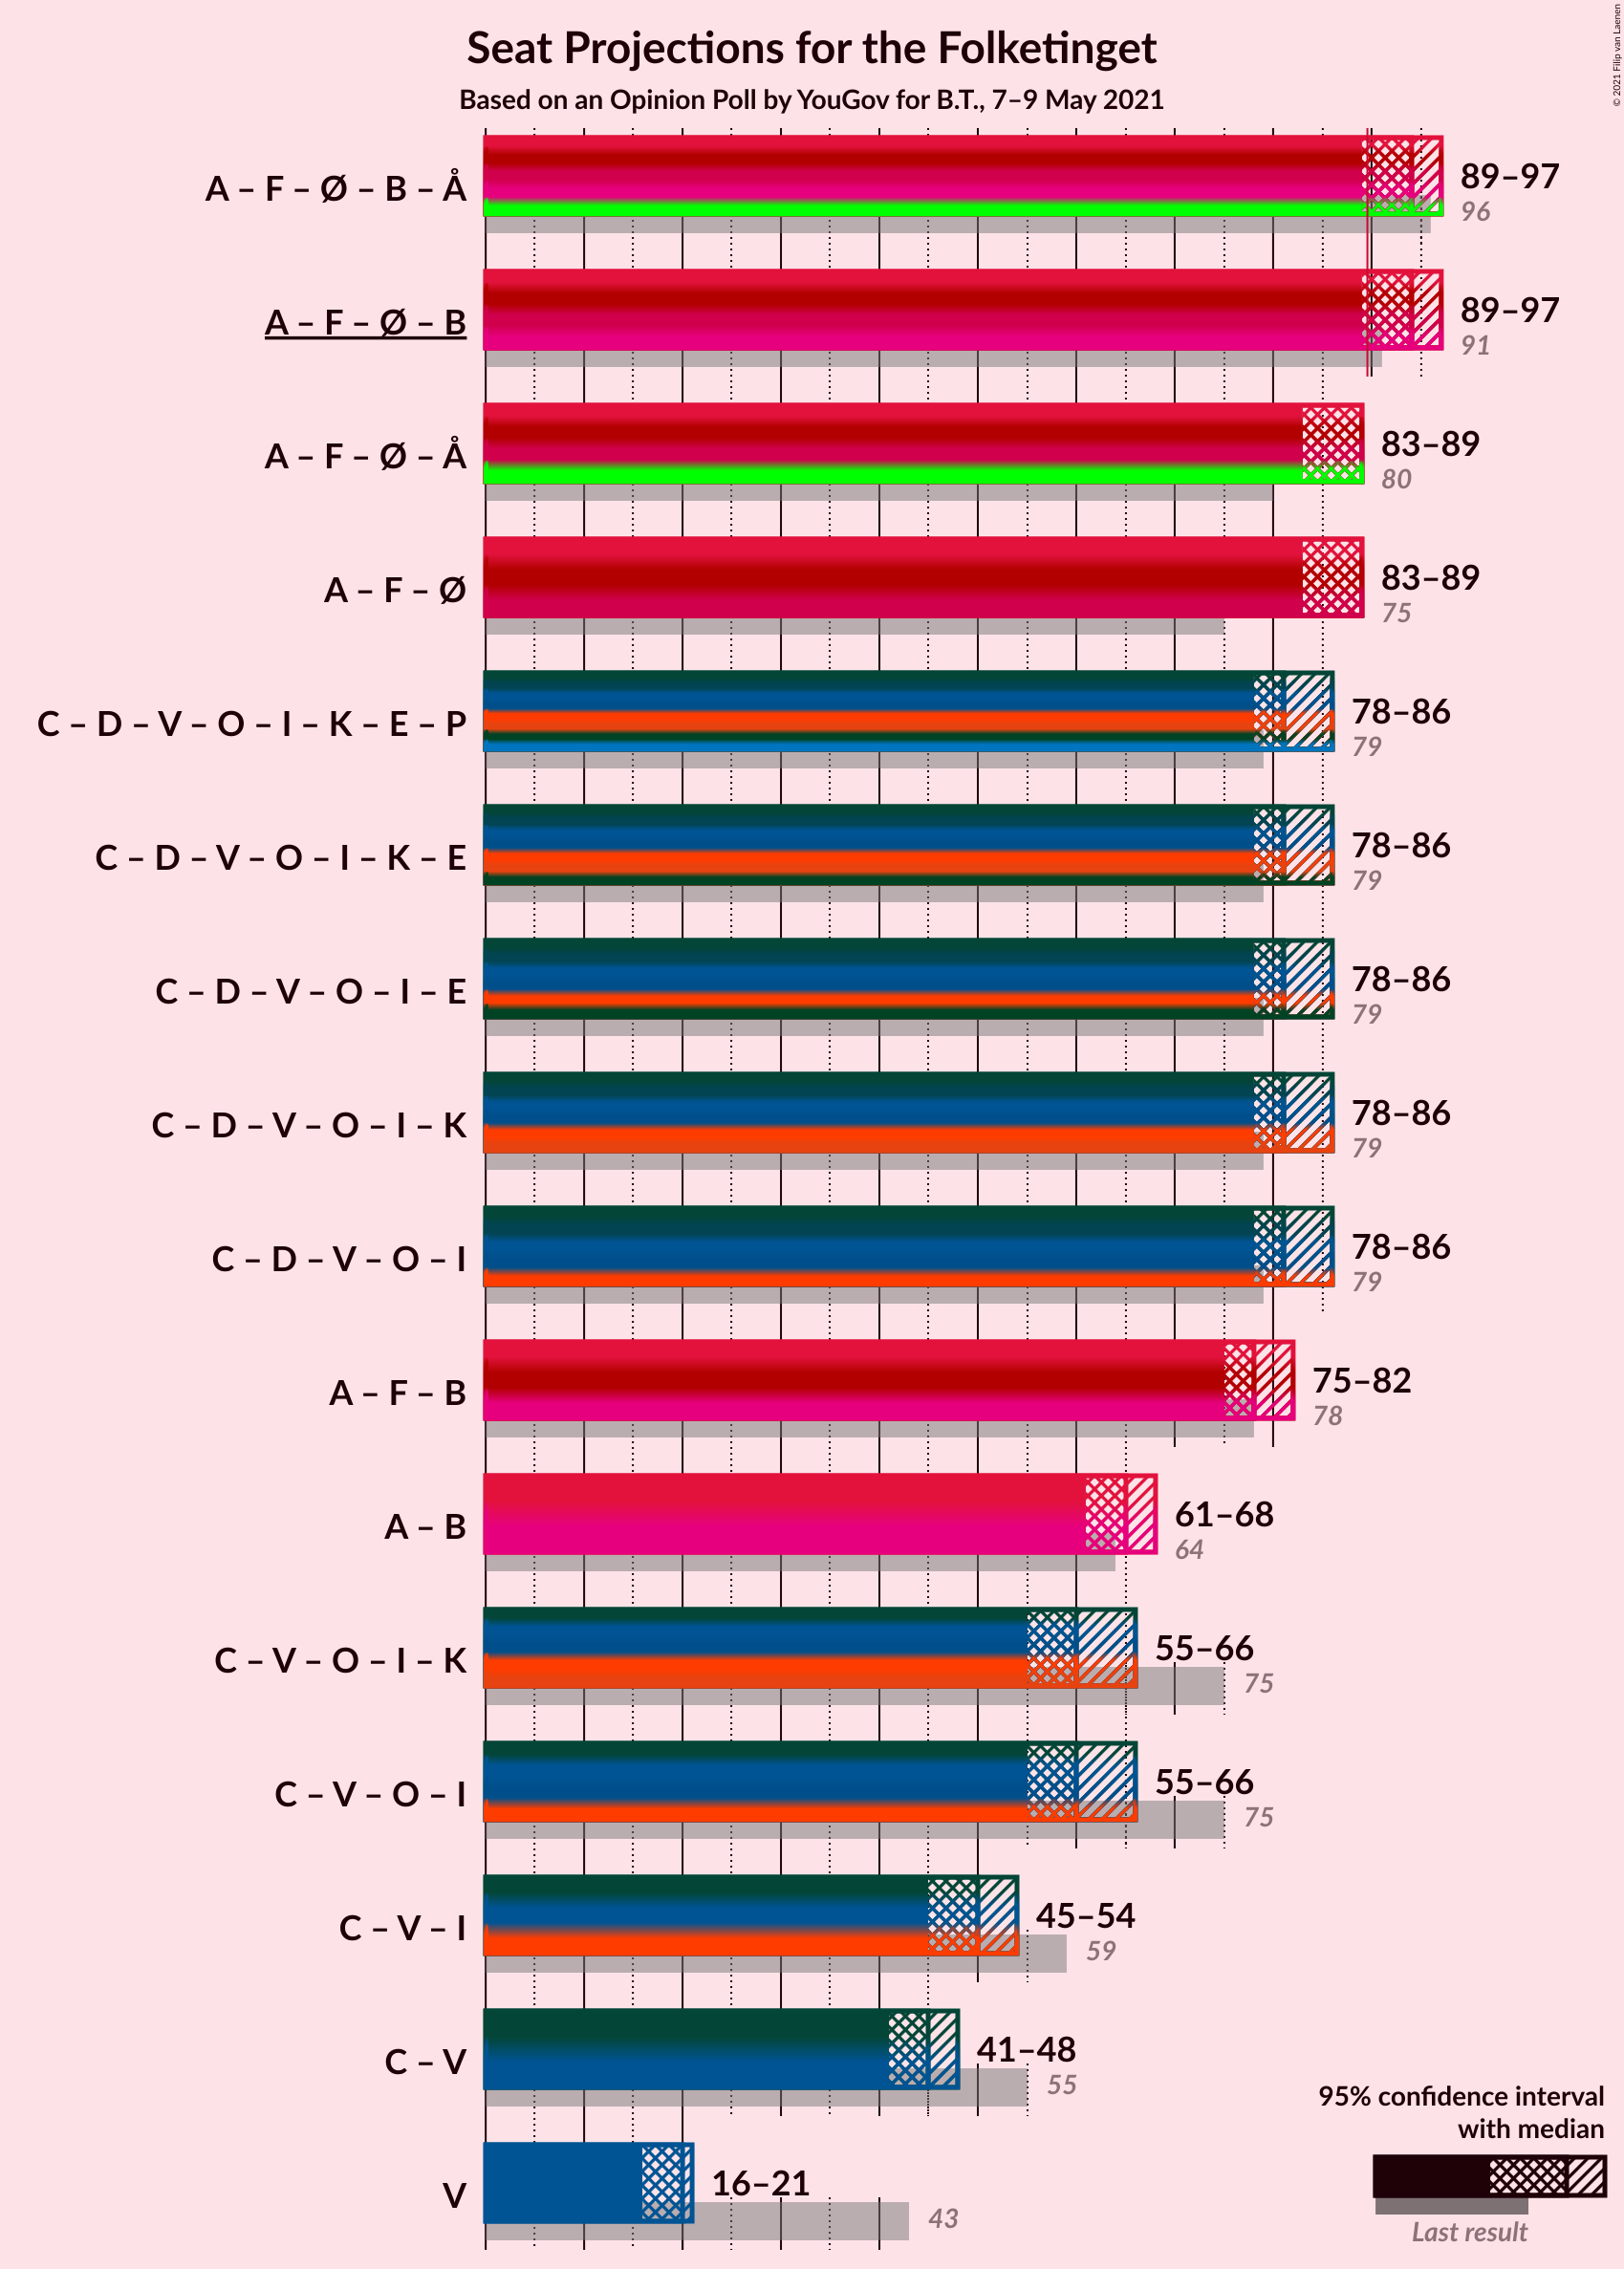 Seat Projections for the Folketinget
Based on an Opinion Poll by YouGov for B.T., 7–9 May 2021
© 2021 Filip van Laenen
A – F – Ø – B – Å
89–97
96
A – F – Ø – B
89–97
91
A – F – Ø – Å
83–89
80
A – F – Ø
83–89
75
C – D – V – O – I – K – E – P
78–86
79
C – D – V – O – I – K – E
78–86
79
C – D – V – O – I – E
78–86
79
C – D – V – O – I – K
78–86
79
C – D – V – O – I
78–86
79
A – F – B
75–82
78
A – B
61–68
64
C – V – O – I – K
55–66
75
C – V – O – I
55–66
75
C – V – I
45–54
59
C – V
41–48
55
V
16–21
43
95% confidence interval
with median
Last result